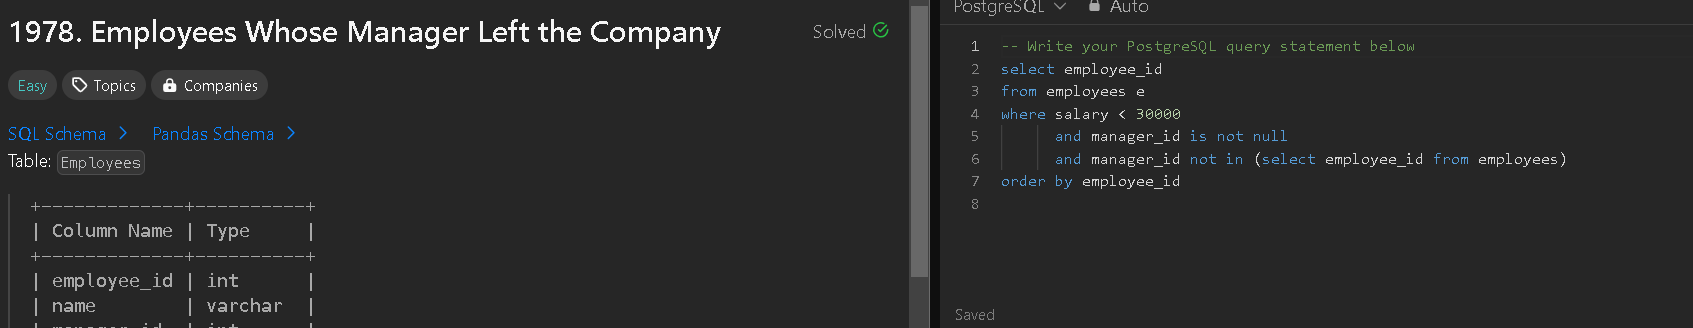 1978. Employees Whose Manager Left the Company
Solved
Easy Topics Companies
SQL Schema > Pandas Schema >
Table: Employees
+-------------+----------+
| Column Name | Type     |
+-------------+----------+
| employee_id | int      |
| name        | varchar  |
PostgreSQL Auto
1 -- Write your PostgreSQL query statement below
2 select employee_id
3 from employees e
4 where salary < 30000
5 and manager_id is not null
6 and manager_id not in (select employee_id from employees)
7 order by employee_id
8
Saved